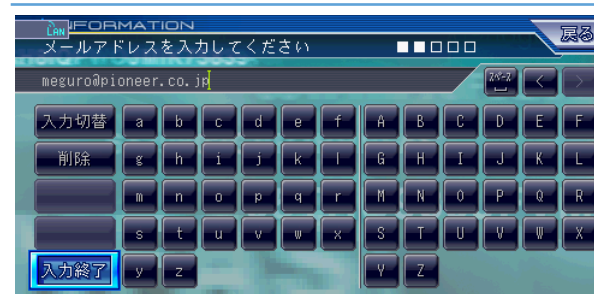 INFORMATION
LAN
メールアドレスを入力してください
戻る
meguro@pioneer.co.jp
スペース < >
入力切替 a b c d e f A B C D E F
削除 g h i j k l G H I J K L
m n o p q r M N O P Q R
s t u v w x S T U V W X
入力終了 y z Y Z